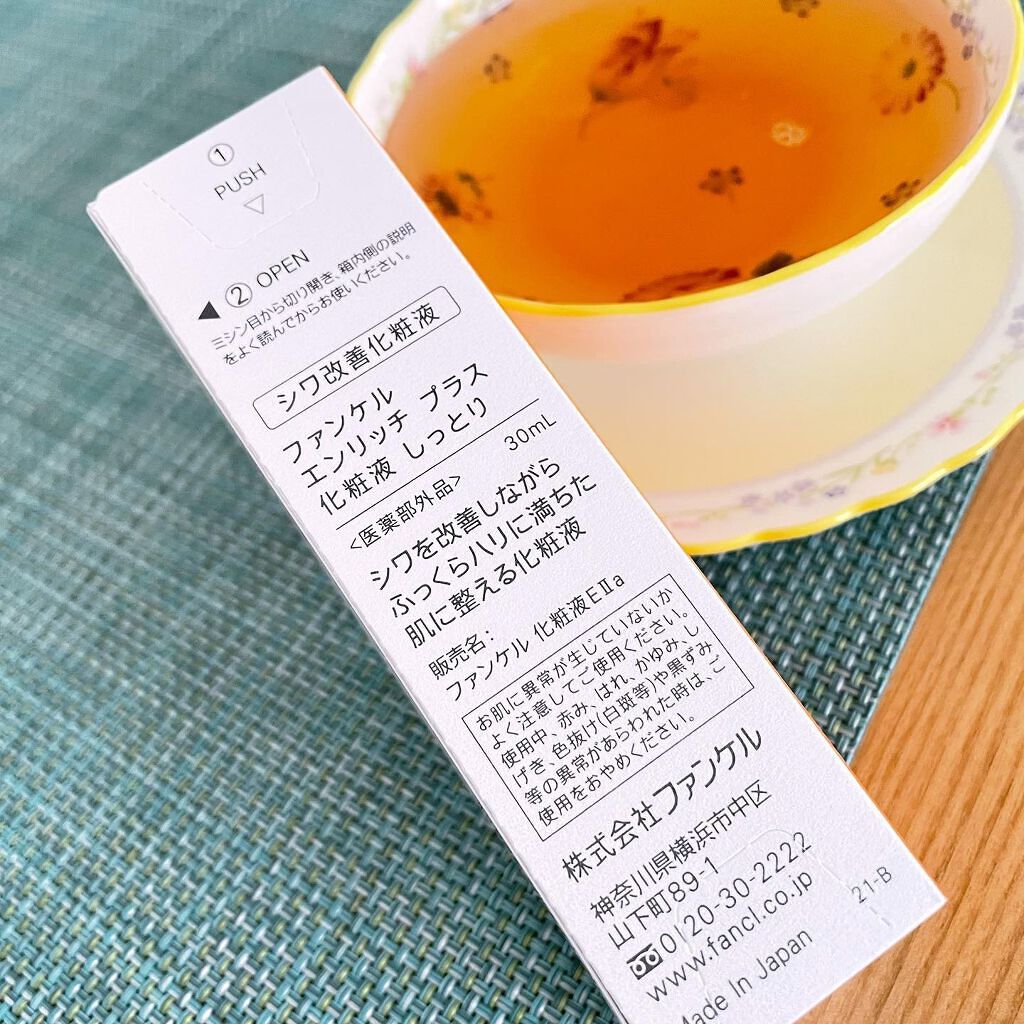 ①
PUSH
▽
◀ ② OPEN
ミシン目から切り開き、箱内側の説明
をよく読んでからお使いください。
シワ改善化粧液
ファンケル
エンリッチ プラス
化粧液 しっとり
30mL
<医薬部外品>
シワを改善しながら
ふっくらハリに満ちた
肌に整える化粧液
販売名:
ファンケル 化粧液EⅡa
お肌に異常が生じていないか
よく注意してご使用ください。
使用中、赤み、はれ、かゆみ、し
げき、色抜け(白斑等)や黒ずみ
等の異常があらわれた時は、ご
使用をおやめください。
株式会社ファンケル
神奈川県横浜市中区
山下町89-1
0120-30-2222
www.fancl.co.jp
Made In Japan
21-B